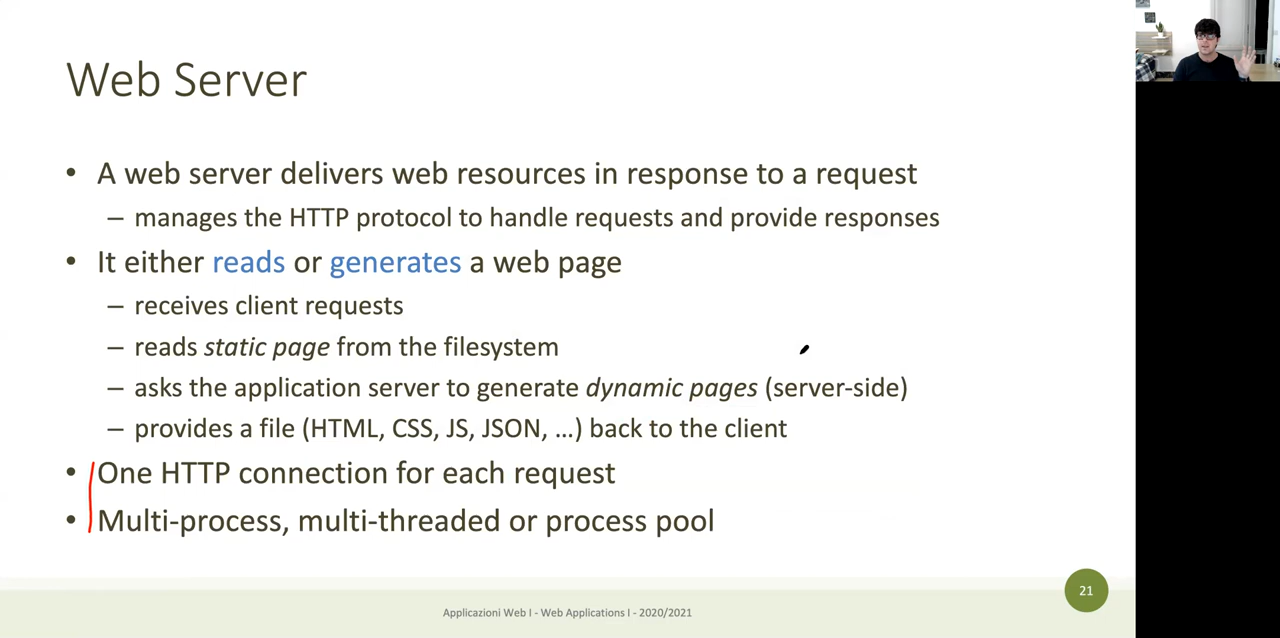 Web Server
• A web server delivers web resources in response to a request
– manages the HTTP protocol to handle requests and provide responses
• It either reads or generates a web page
– receives client requests
– reads static page from the filesystem
– asks the application server to generate dynamic pages (server-side)
– provides a file (HTML, CSS, JS, JSON, …) back to the client
• One HTTP connection for each request
• Multi-process, multi-threaded or process pool
21
Applicazioni Web I - Web Applications I - 2020/2021